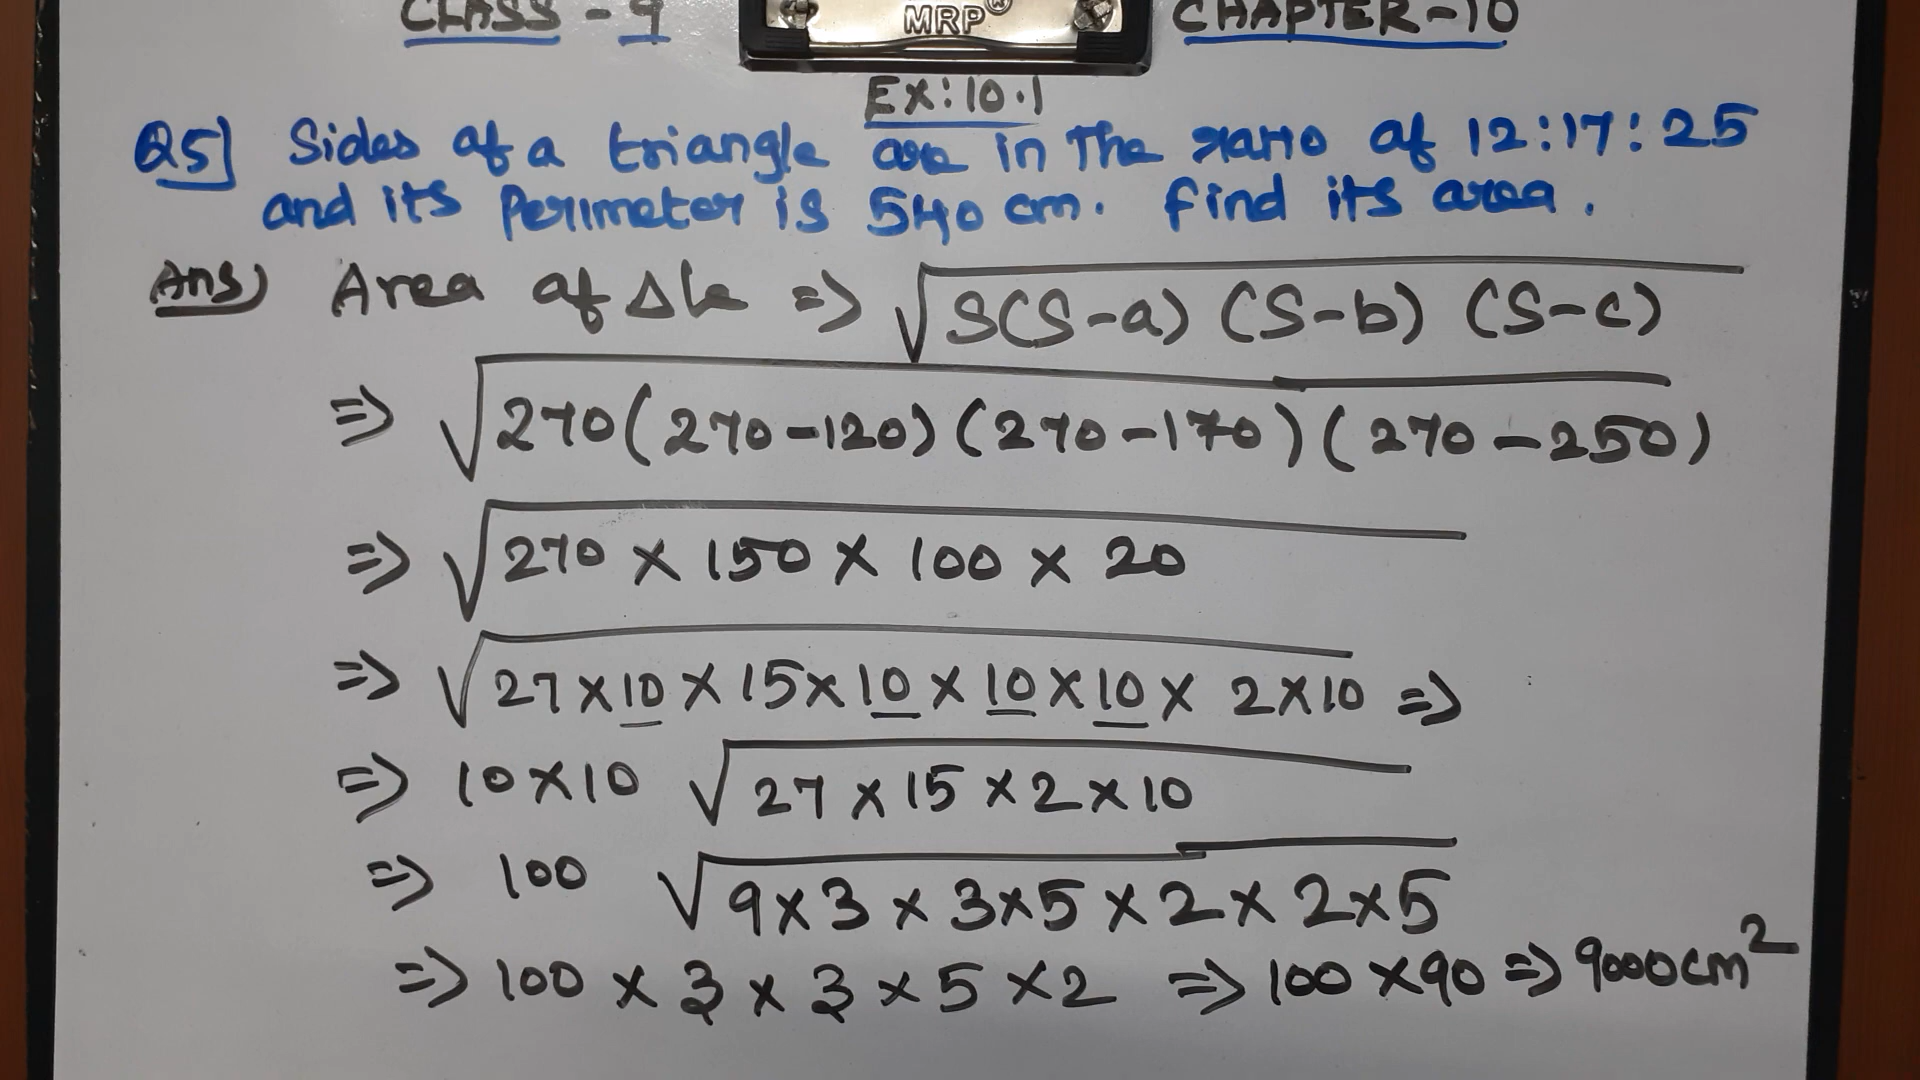 CLASS - 9 MRP CHAPTER-10
EX:10.1
Q5] Sides of a triangle are in the ratio of 12:17:25
and its Perimeter is 540 cm. find its area.
Ans) Area of Δle => √S(S-a) (S-b) (S-c)
=> √270(270-120) (270-170) (270-250)
=> √270 × 150 × 100 × 20
=> √27×10 × 15×10 × 10×10 × 2×10 =>
=> 10×10 √27 × 15 × 2 × 10
=> 100 √9×3 × 3×5 × 2 × 2×5
=> 100 × 3 × 3 × 5 × 2 => 100 × 90 => 9000cm²